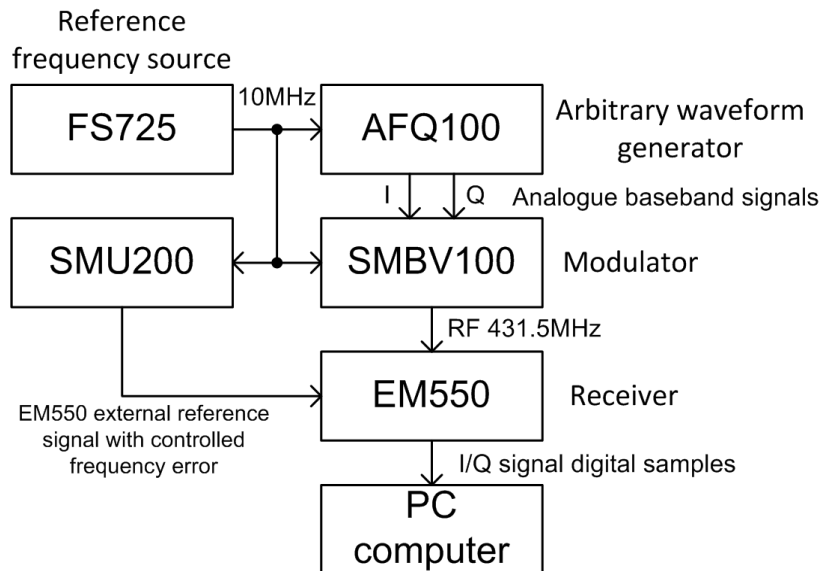 Reference
frequency source
FS725
10MHz
AFQ100
Arbitrary waveform
generator
I
Q
Analogue baseband signals
SMU200
SMBV100
Modulator
RF 431.5MHz
EM550
Receiver
EM550 external reference
signal with controlled
frequency error
I/Q signal digital samples
PC
computer